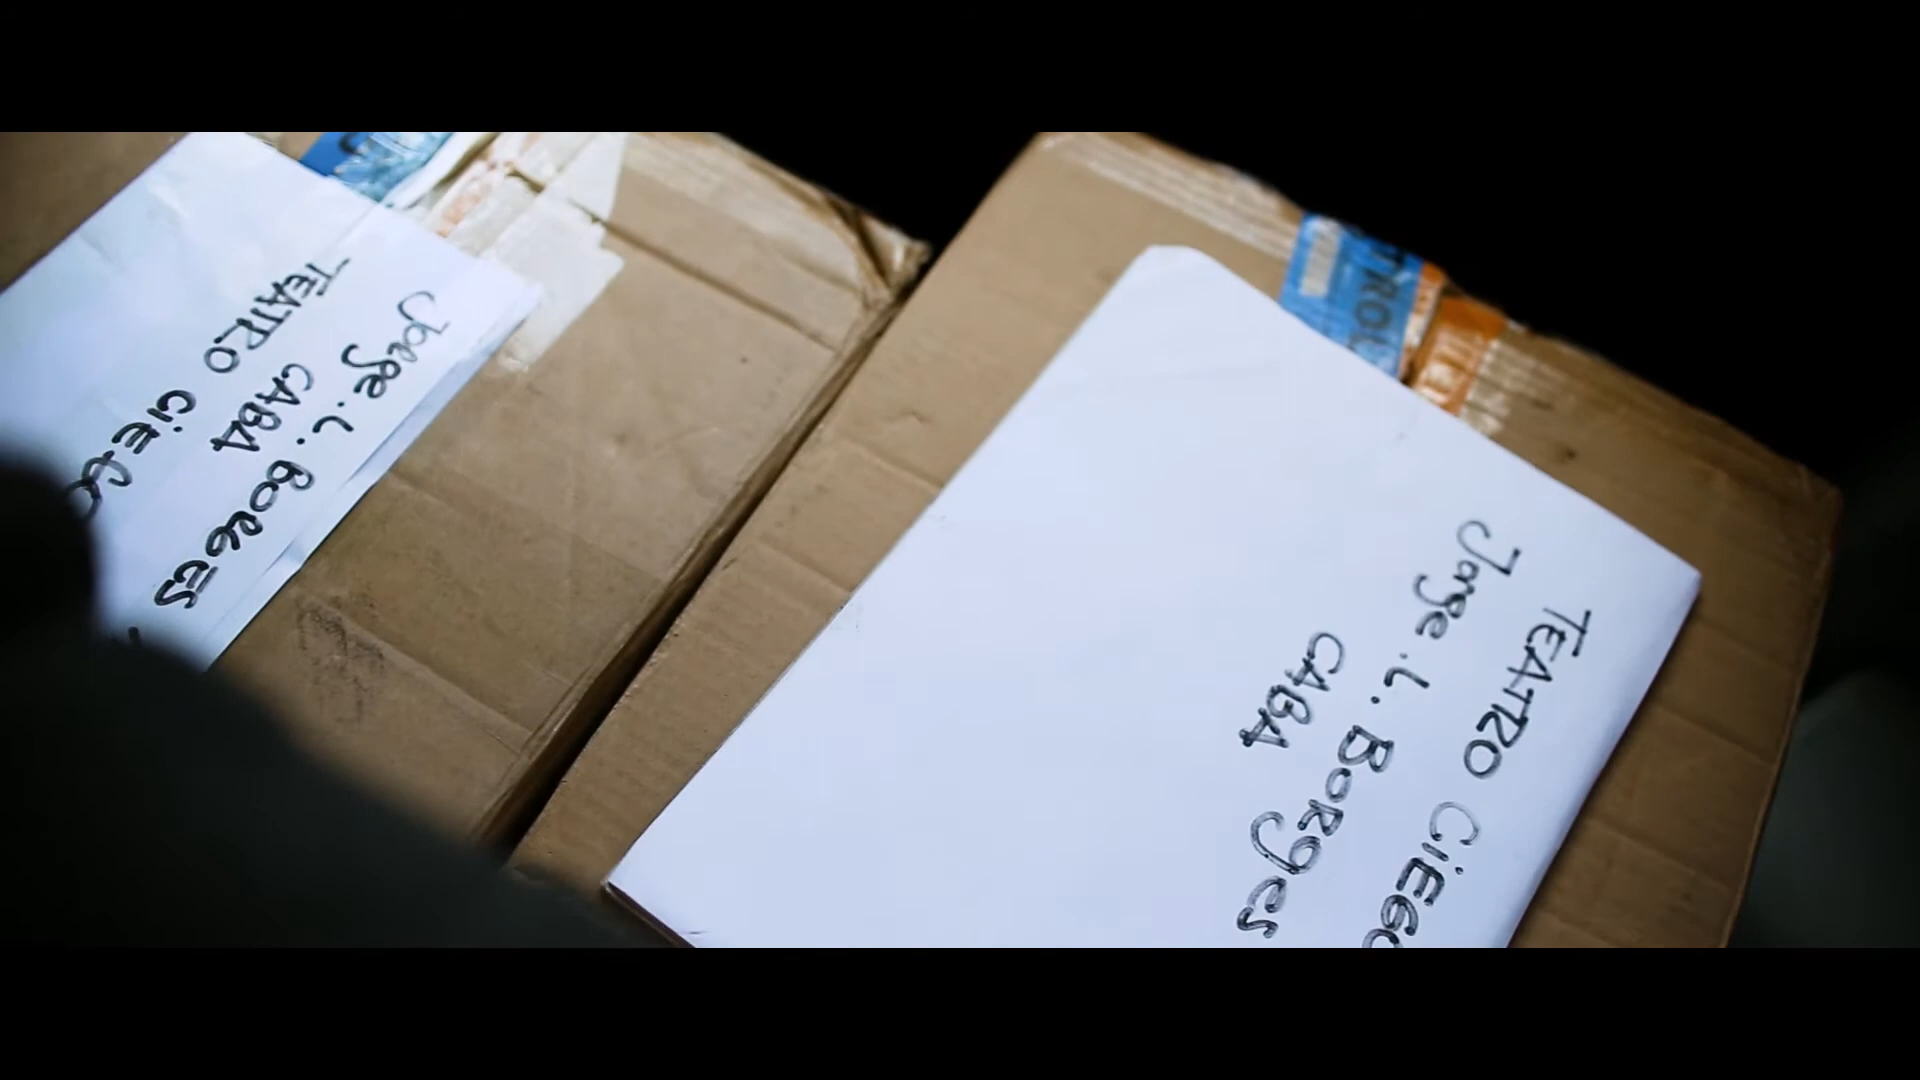 Jorge. L. BORGES
CABA
TEATRO CiEGO
TEATRO CiEGO
Jorge. L. BORges
CABA